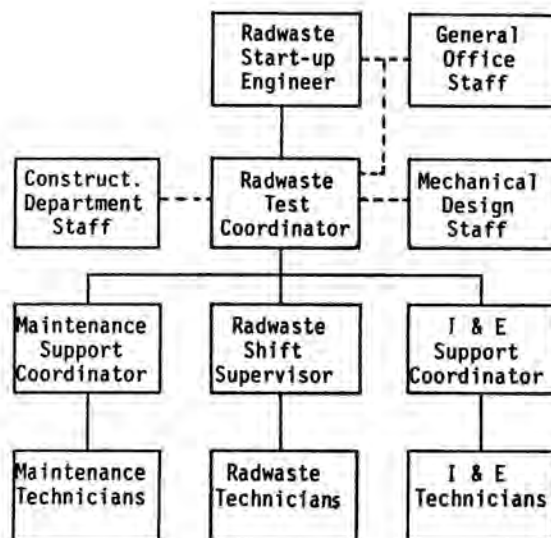 Radwaste
Start-up
Engineer
General
Office
Staff
Construct.
Department
Staff
Radwaste
Test
Coordinator
Mechanical
Design
Staff
Maintenance
Support
Coordinator
Radwaste
Shift
Supervisor
I & E
Support
Coordinator
Maintenance
Technicians
Radwaste
Technicians
I & E
Technicians